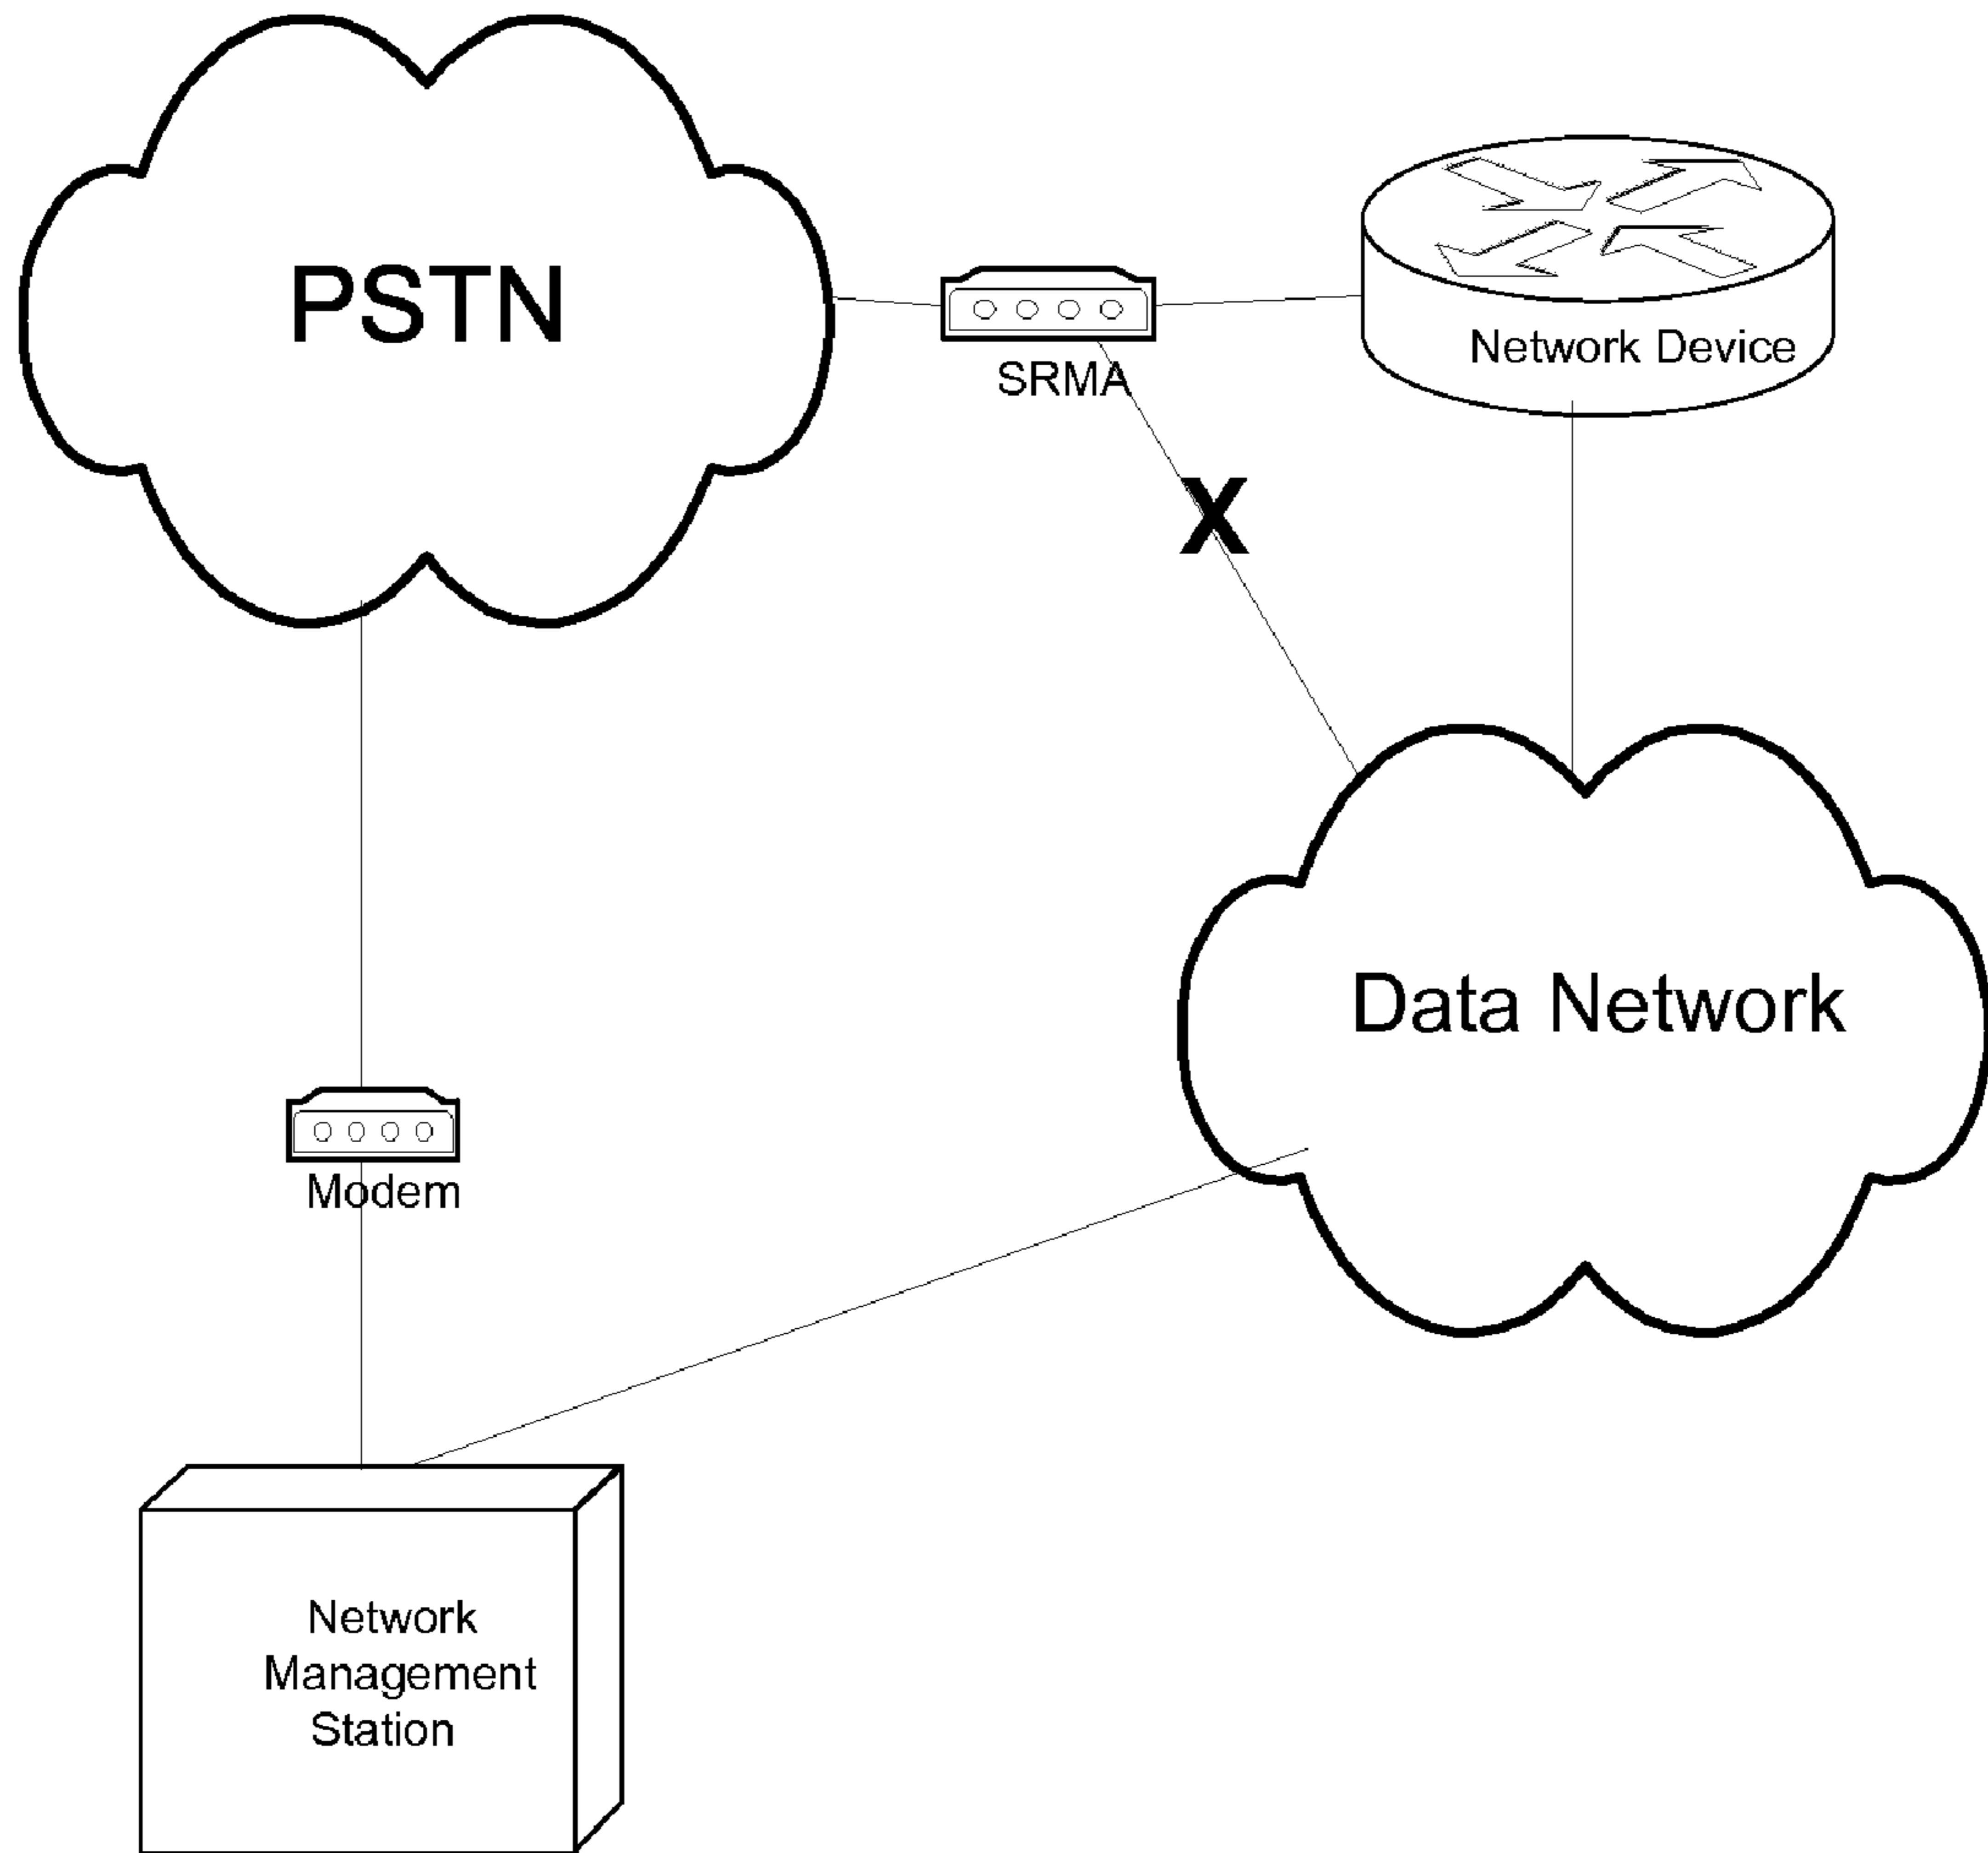 PSTN
SRMA
Network Device
X
Data Network
Modem
Network
Management
Station